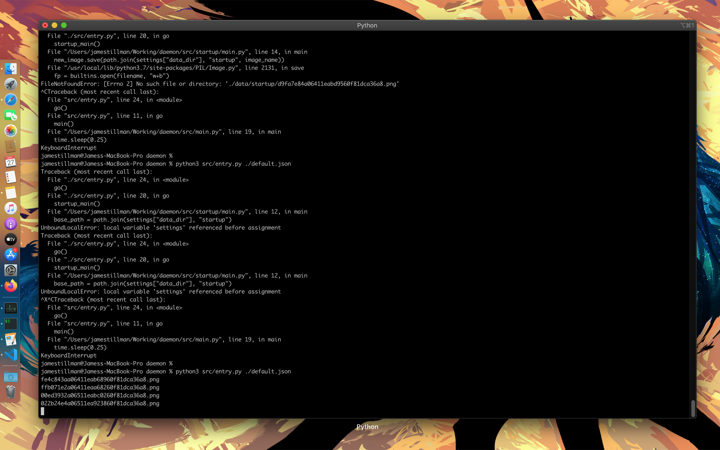 Python
⌥⌘1
File "./src/entry.py", line 20, in go
startup_main()
File "/Users/jamestillman/Working/daemon/src/startup/main.py", line 14, in main
new_image.save(path.join(settings["data_dir"], "startup", image_name))
File "/usr/local/lib/python3.7/site-packages/PIL/Image.py", line 2131, in save
fp = builtins.open(filename, "w+b")
FileNotFoundError: [Errno 2] No such file or directory: './data/startup/d9fa7e84a06411eabd9560f81dca36a8.png'
^CTraceback (most recent call last):
File "src/entry.py", line 24, in <module>
go()
File "src/entry.py", line 11, in go
main()
File "/Users/jamestillman/Working/daemon/src/main.py", line 19, in main
time.sleep(0.25)
KeyboardInterrupt
jamestillman@Jamess-MacBook-Pro daemon %
jamestillman@Jamess-MacBook-Pro daemon % python3 src/entry.py ./default.json
Traceback (most recent call last):
File "./src/entry.py", line 24, in <module>
go()
File "./src/entry.py", line 20, in go
startup_main()
File "/Users/jamestillman/Working/daemon/src/startup/main.py", line 12, in main
base_path = path.join(settings["data_dir"], "startup")
UnboundLocalError: local variable 'settings' referenced before assignment
Traceback (most recent call last):
File "./src/entry.py", line 24, in <module>
go()
File "./src/entry.py", line 20, in go
startup_main()
File "/Users/jamestillman/Working/daemon/src/startup/main.py", line 12, in main
base_path = path.join(settings["data_dir"], "startup")
UnboundLocalError: local variable 'settings' referenced before assignment
^X^CTraceback (most recent call last):
File "src/entry.py", line 24, in <module>
go()
File "src/entry.py", line 11, in go
main()
File "/Users/jamestillman/Working/daemon/src/main.py", line 19, in main
time.sleep(0.25)
KeyboardInterrupt
jamestillman@Jamess-MacBook-Pro daemon %
jamestillman@Jamess-MacBook-Pro daemon % python3 src/entry.py ./default.json
fe4c843aa06411eab68960f81dca36a8.png
ffb071e2a06411eaa68260f81dca36a8.png
00ed3932a06511eabc0260f81dca36a8.png
022b24e4a06511ea923860f81dca36a8.png
Python